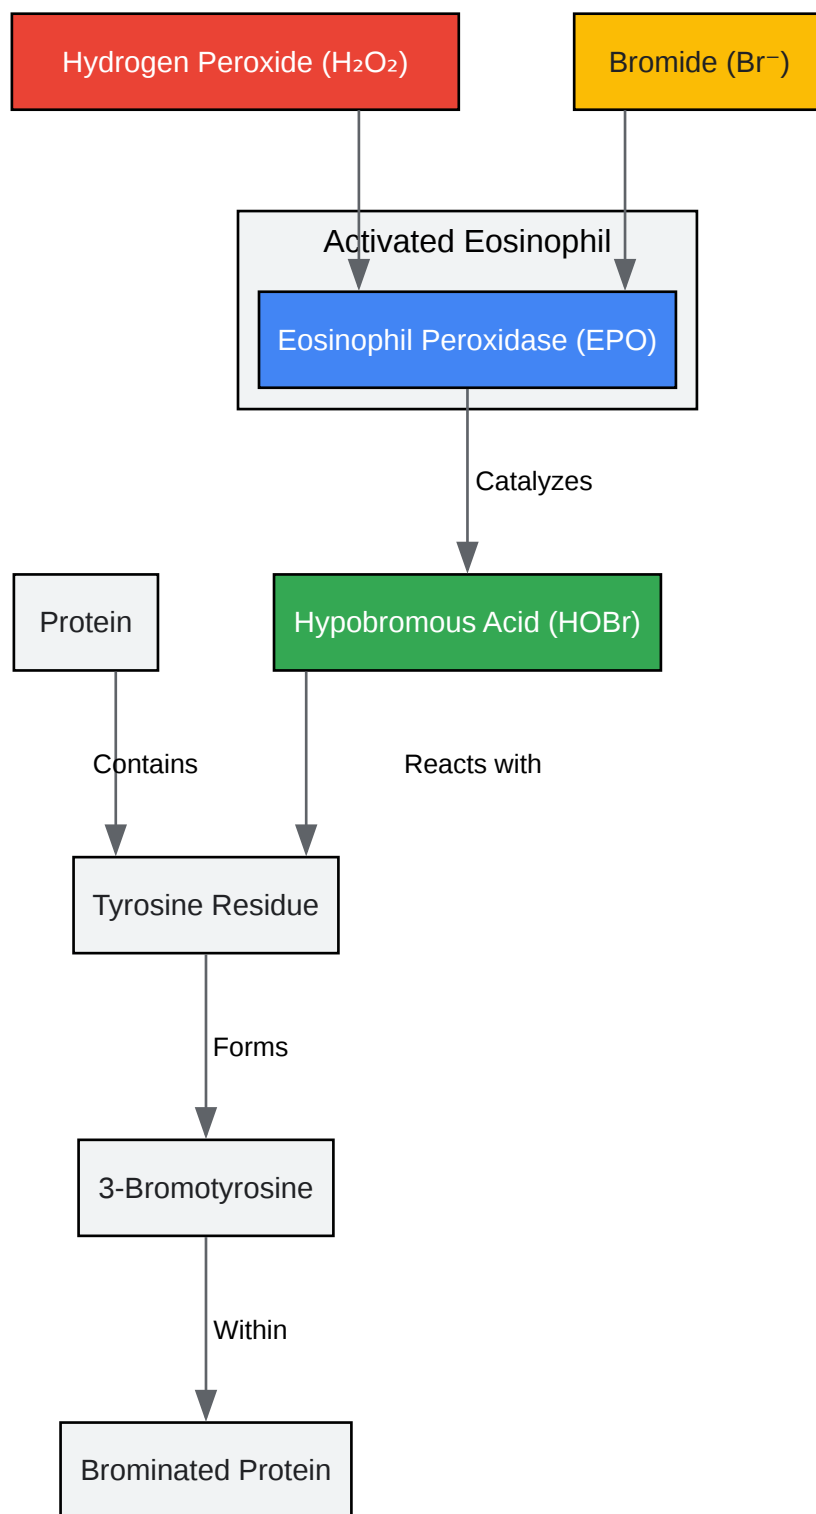 Hydrogen Peroxide (H₂O₂)
Bromide (Br⁻)
Activated Eosinophil
Eosinophil Peroxidase (EPO)
Catalyzes
Protein
Hypobromous Acid (HOBr)
Contains
Reacts with
Tyrosine Residue
Forms
3-Bromotyrosine
Within
Brominated Protein